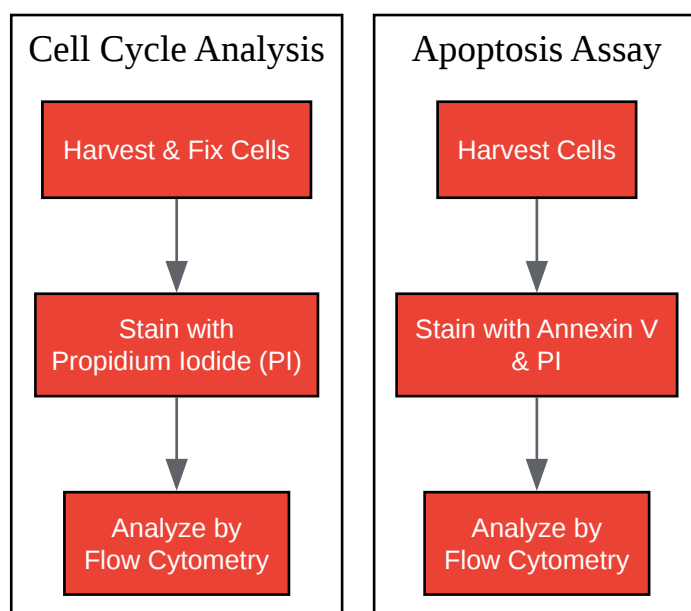 Cell Cycle Analysis
Harvest & Fix Cells
Stain with
Propidium Iodide (PI)
Analyze by
Flow Cytometry
Apoptosis Assay
Harvest Cells
Stain with Annexin V
& PI
Analyze by
Flow Cytometry